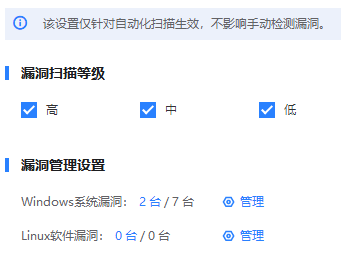 该设置仅针对自动化扫描生效，不影响手动检测漏洞。
漏洞扫描等级
高 中 低
漏洞管理设置
Windows系统漏洞： 2 台 / 7 台 管理
Linux软件漏洞： 0 台 / 0 台 管理